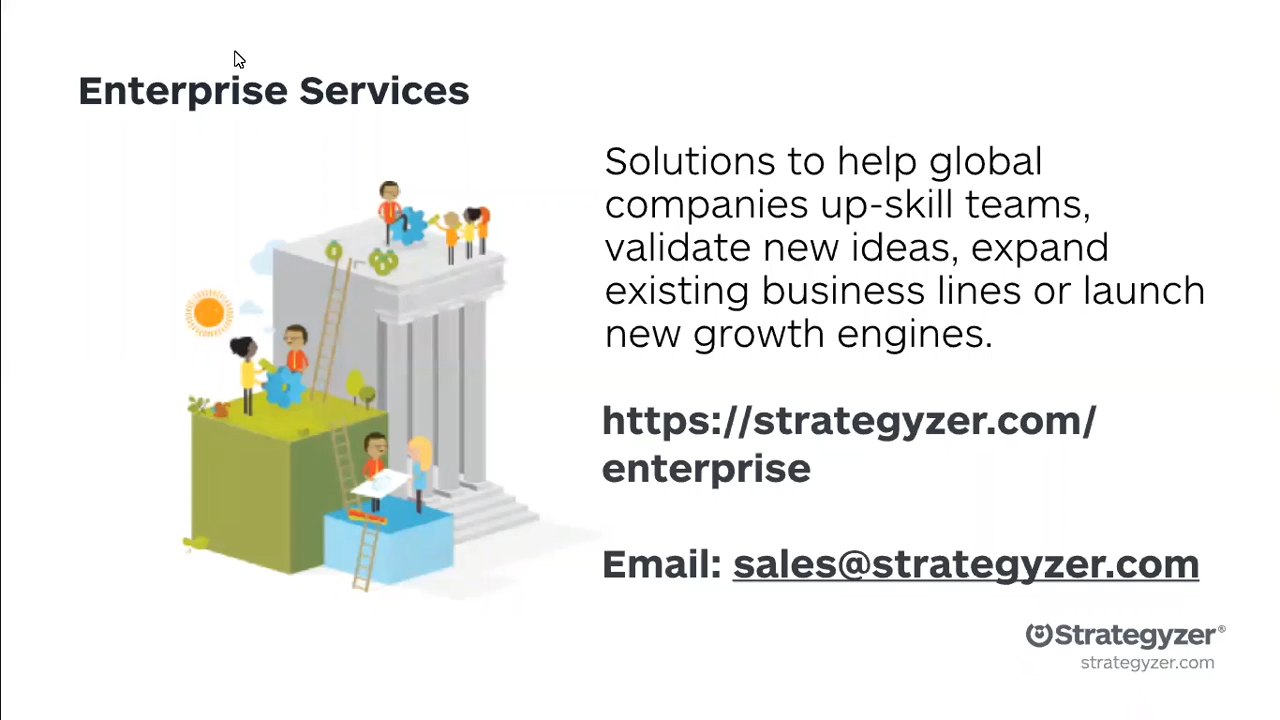 Enterprise Services
Solutions to help global
companies up-skill teams,
validate new ideas, expand
existing business lines or launch
new growth engines.
https://strategyzer.com/
enterprise
Email: sales@strategyzer.com
Strategyzer®
strategyzer.com